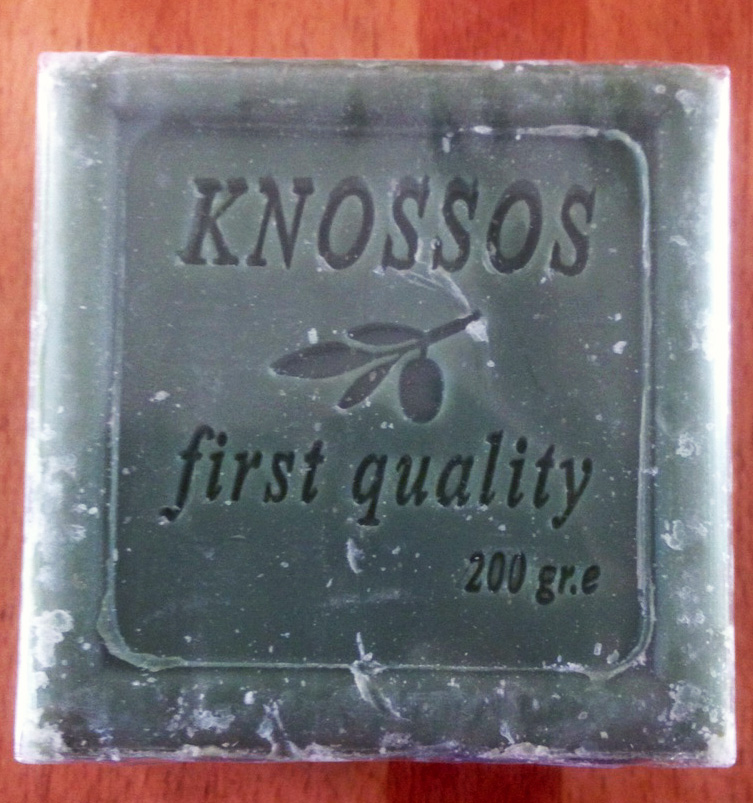 KNOSSOS
first quality
200 gr.e